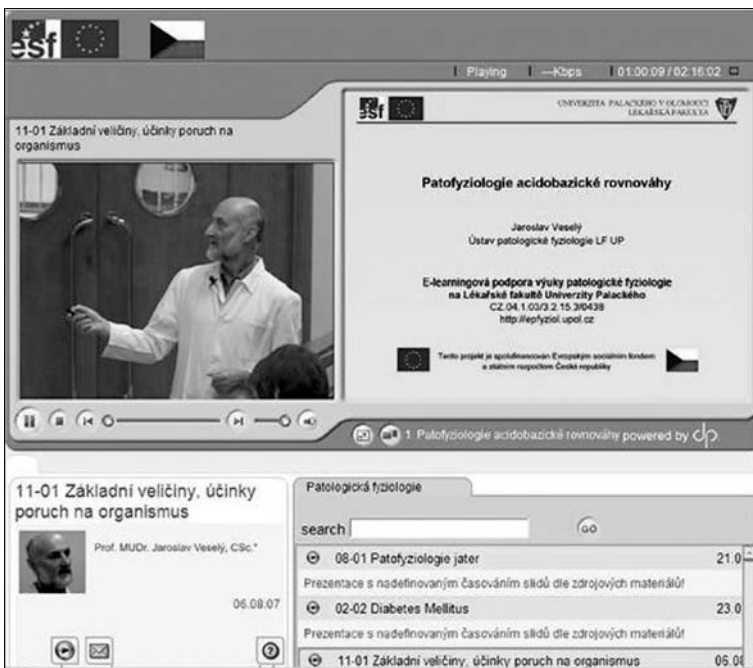 esf
Playing
--Kbps
01:00:09 / 02:16:02
11-01 Základní veličiny, účinky poruch na
organismus
esf
UNIVERZITA PALACKÉHO V OLOMOUCI
LÉKAŘSKÁ FAKULTA
Patofyziologie acidobazické rovnováhy
Jaroslav Veselý
Ústav patologické fyziologie LF UP
E-learningová podpora výuky patologické fyziologie
na Lékařské fakultě Univerzity Palackého
CZ.04.1.03/3.2.15.3/0438
http://epfyziol.upol.cz
Tento projekt je spolufinancován Evropským sociálním fondem
a státním rozpočtem České republiky
1. Patofyziologie acidobazické rovnováhy powered by
11-01 Základní veličiny, účinky
poruch na organismus
Prof. MUDr. Jaroslav Veselý, CSc.*
06.08.07
Patologická fyziologie
search
GO
08-01 Patofyziologie jater 21.0
Prezentace s nadefinovaným časováním slidů dle zdrojových materiálů!
02-02 Diabetes Mellitus 23.0
Prezentace s nadefinovaným časováním slidů dle zdrojových materiálů!
11-01 Základní veličiny, účinky poruch na organismus 06.0